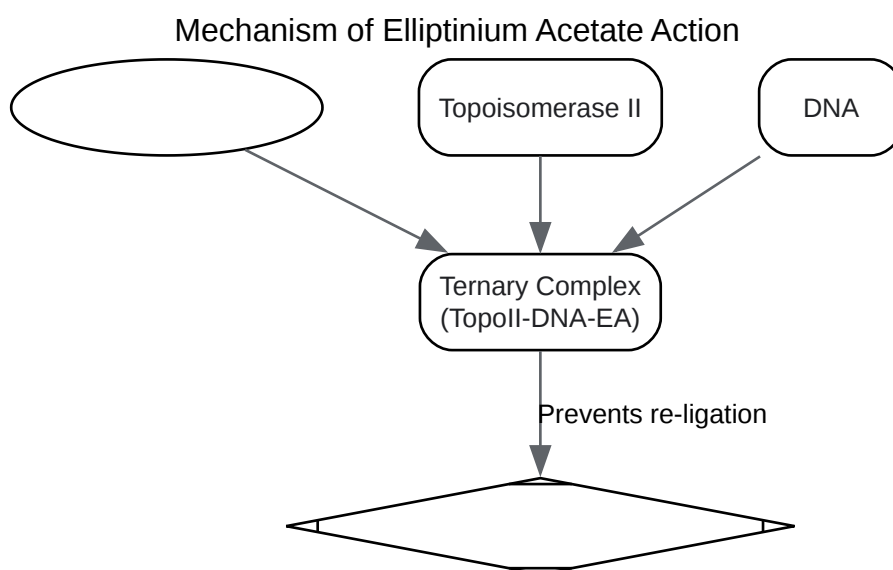 Mechanism of Elliptinium Acetate Action
Topoisomerase II
DNA
Ternary Complex
(TopoII-DNA-EA)
Prevents re-ligation